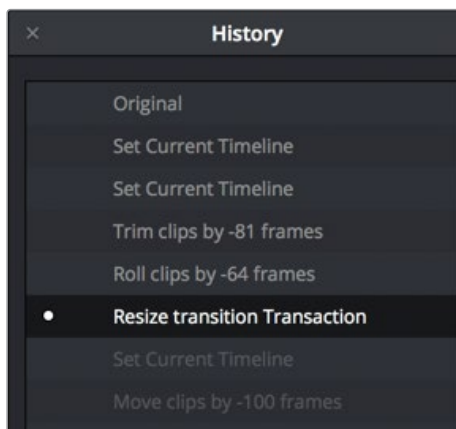 History
Original
Set Current Timeline
Set Current Timeline
Trim clips by -81 frames
Roll clips by -64 frames
Resize transition Transaction
Set Current Timeline
Move clips by -100 frames